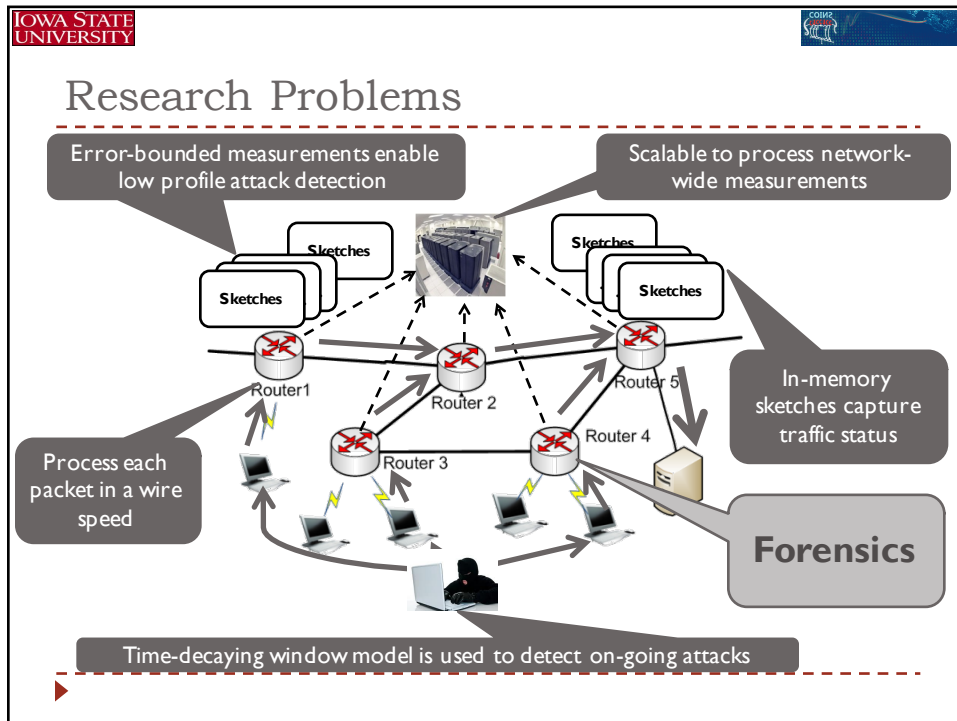 IOWA STATE
UNIVERSITY
COINS
Research Problems
Error-bounded measurements enable
low profile attack detection
Scalable to process network-
wide measurements
Sketches
Sketches
Sketches
Sketches
Router1
Router 2
Router 5
Router 3
Router 4
In-memory
sketches capture
traffic status
Process each
packet in a wire
speed
Forensics
Time-decaying window model is used to detect on-going attacks